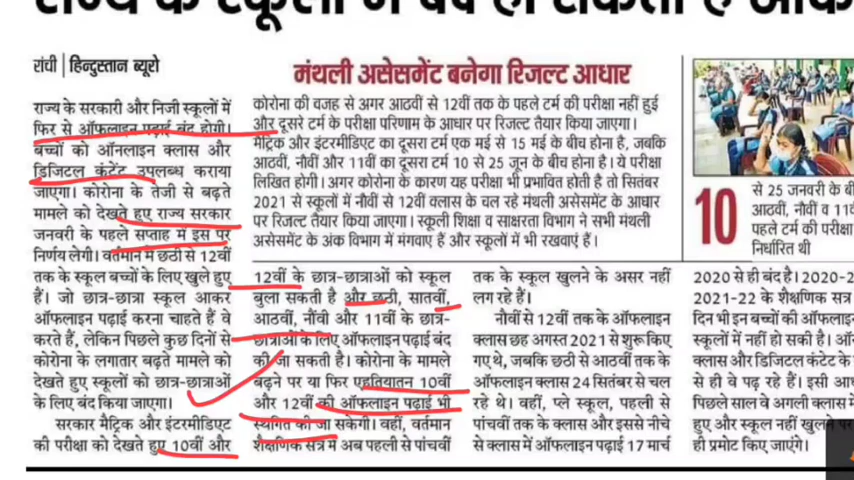 रांची | हिन्दुस्तान ब्यूरो
राज्य के सरकारी और निजी स्कूलों में
फिर से ऑफलाइन पढ़ाई बंद होगी।
बच्चों को ऑनलाइन क्लास और
डिजिटल कंटेंट उपलब्ध कराया
जाएगा। कोरोना के तेजी से बढ़ते
मामले को देखते हुए राज्य सरकार
जनवरी के पहले सप्ताह में इस पर
निर्णय लेगी। वर्तमान में छठी से 12वीं
तक के स्कूल बच्चों के लिए खुले हुए
हैं। जो छात्र-छात्रा स्कूल आकर
ऑफलाइन पढ़ाई करना चाहते हैं वे
करते हैं, लेकिन पिछले कुछ दिनों से
कोरोना के लगातार बढ़ते मामले को
देखते हुए स्कूलों को छात्र-छात्राओं
के लिए बंद किया जाएगा।
सरकार मैट्रिक और इंटरमीडिएट
की परीक्षा को देखते हुए 10वीं और
मंथली असेसमेंट बनेगा रिजल्ट आधार
कोरोना की वजह से अगर आठवीं से 12वीं तक के पहले टर्म की परीक्षा नहीं हुई
और दूसरे टर्म के परीक्षा परिणाम के आधार पर रिजल्ट तैयार किया जाएगा।
मैट्रिक और इंटरमीडिएट का दूसरा टर्म एक मई से 15 मई के बीच होना है, जबकि
आठवीं, नौवीं और 11वीं का दूसरा टर्म 10 से 25 जून के बीच होना है। ये परीक्षा
लिखित होगी। अगर कोरोना के कारण यह परीक्षा भी प्रभावित होती है तो सितंबर
2021 से स्कूलों में नौवीं से 12वीं क्लास के चल रहे मंथली असेसमेंट के आधार
पर रिजल्ट तैयार किया जाएगा। स्कूली शिक्षा व साक्षरता विभाग ने सभी मंथली
असेसमेंट के अंक विभाग में मंगवाए हैं और स्कूलों में भी रखवाएं हैं।
10
से 25 जनवरी के
आठवीं, नौवीं व
पहले टर्म की परीक्षा
निर्धारित थी
12वीं के छात्र-छात्राओं को स्कूल
बुला सकती है और छठी, सातवीं,
आठवीं, नौंवी और 11वीं के छात्र-
छात्राओं के लिए ऑफलाइन पढ़ाई बंद
की जा सकती है। कोरोना के मामले
बढ़ने पर या फिर एहतियातन 10वीं
और 12वीं की ऑफलाइन पढ़ाई भी
स्थगित की जा सकेगी। वहीं, वर्तमान
शैक्षणिक सत्र में अब पहली से पांचवीं
तक के स्कूल खुलने के असर नहीं
लग रहे हैं।
नौवीं से 12वीं तक के ऑफलाइन
क्लास छह अगस्त 2021 से शुरू किए
गए थे, जबकि छठी से आठवीं तक के
ऑफलाइन क्लास 24 सितंबर से चल
रहे थे। वहीं, प्ले स्कूल, पहली से
पांचवीं तक के क्लास और इससे नीचे
से क्लास में ऑफलाइन पढ़ाई 17 मार्च
2020 से ही बंद है। 2020-2
2021-22 के शैक्षणिक सत्र
दिन भी इन बच्चों की ऑफलाइन
स्कूलों में नहीं हो सकी है।
क्लास और डिजिटल कंटेंट के
से ही वे पढ़ रहे हैं। इसी
पिछले साल वे अगली क्लास में
हुए और स्कूल नहीं खुलने पर
ही प्रमोट किए जाएंगे।